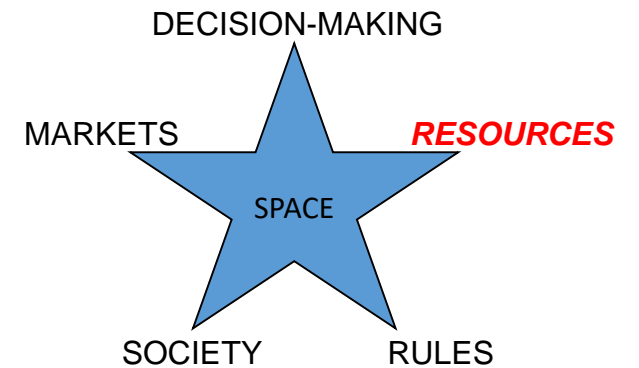 DECISION-MAKING
MARKETS
RESOURCES
SPACE
SOCIETY
RULES